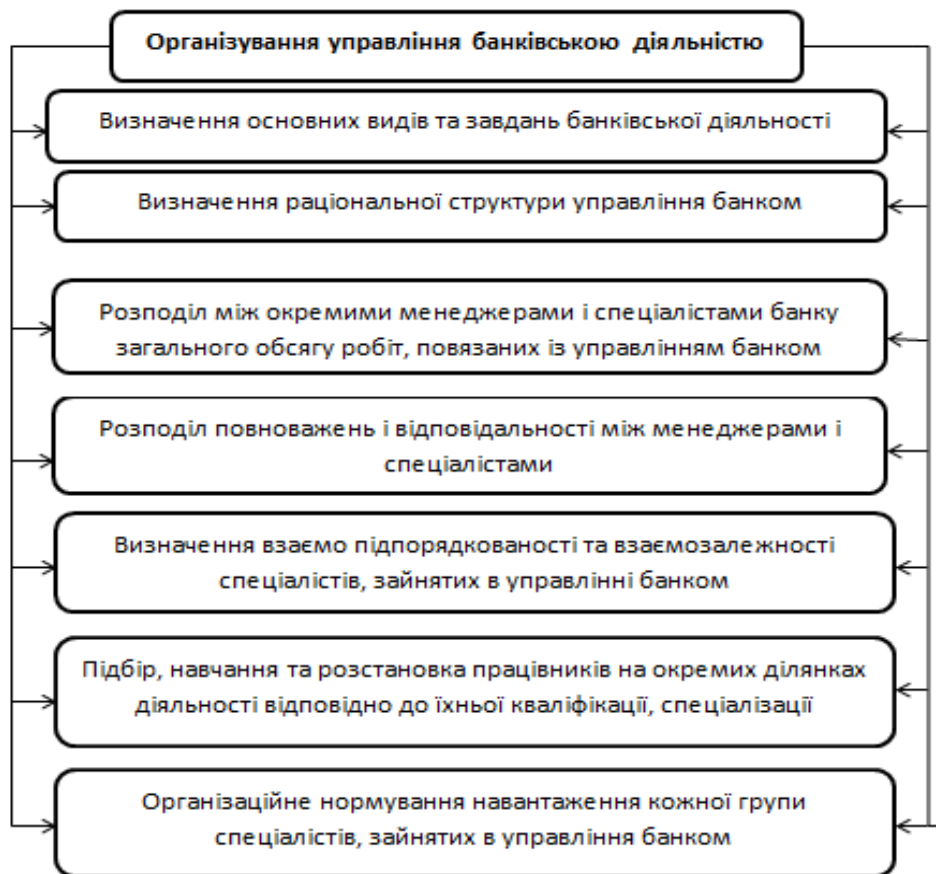 Організування управління банківською діяльністю
Визначення основних видів та завдань банківської діяльності
Визначення раціональної структури управління банком
Розподіл між окремими менеджерами і спеціалістами банку
загального обсягу робіт, повязаних із управлінням банком
Розподіл повноважень і відповідальності між менеджерами і
спеціалістами
Визначення взаємо підпорядкованості та взаємозалежності
спеціалістів, зайнятих в управлінні банком
Підбір, навчання та розстановка працівників на окремих ділянках
діяльності відповідно до їхньої кваліфікації, спеціалізації
Організаційне нормування навантаження кожної групи
спеціалістів, зайнятих в управління банком